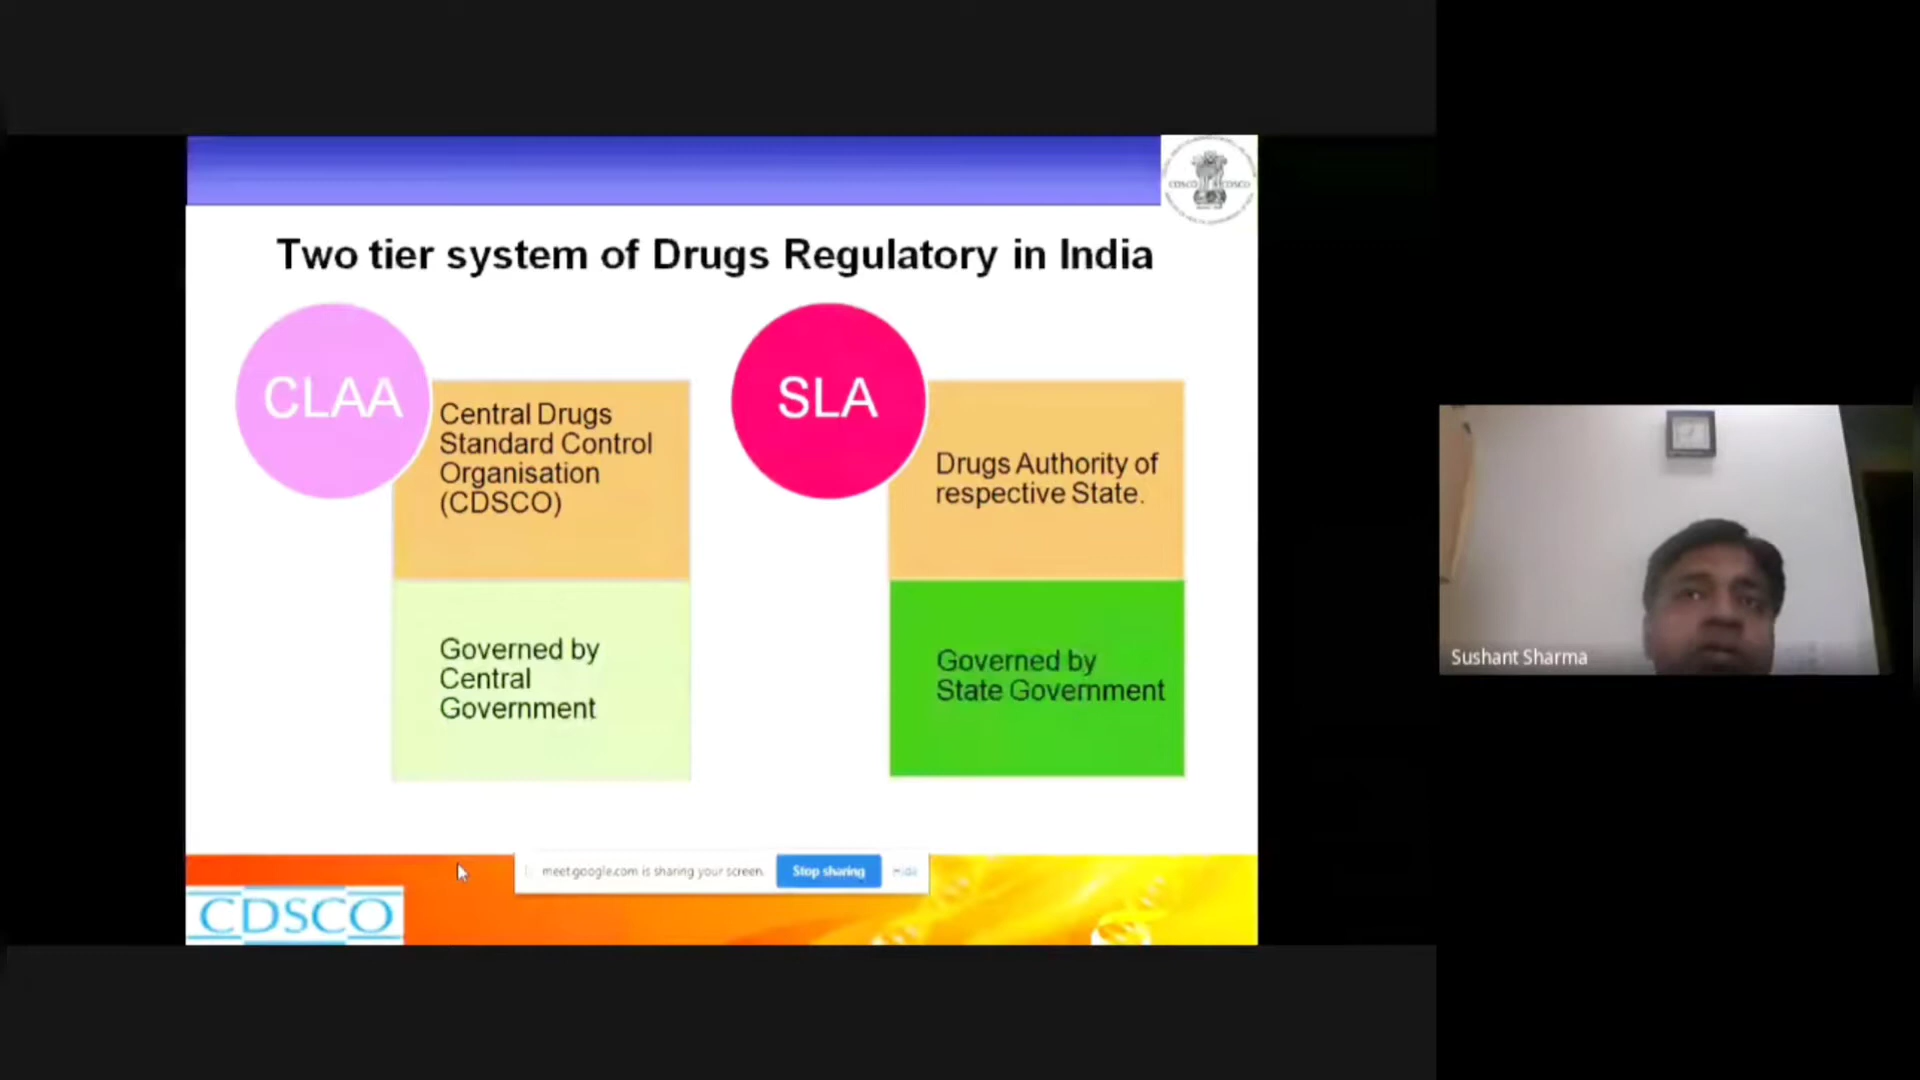 CDSCO CDSCO
Two tier system of Drugs Regulatory in India
CLAA
Central Drugs
Standard Control
Organisation
(CDSCO)
Governed by
Central
Government
SLA
Drugs Authority of
respective State.
Governed by
State Government
meet.google.com is sharing your screen.
Stop sharing
CDSCO
Sushant Sharma